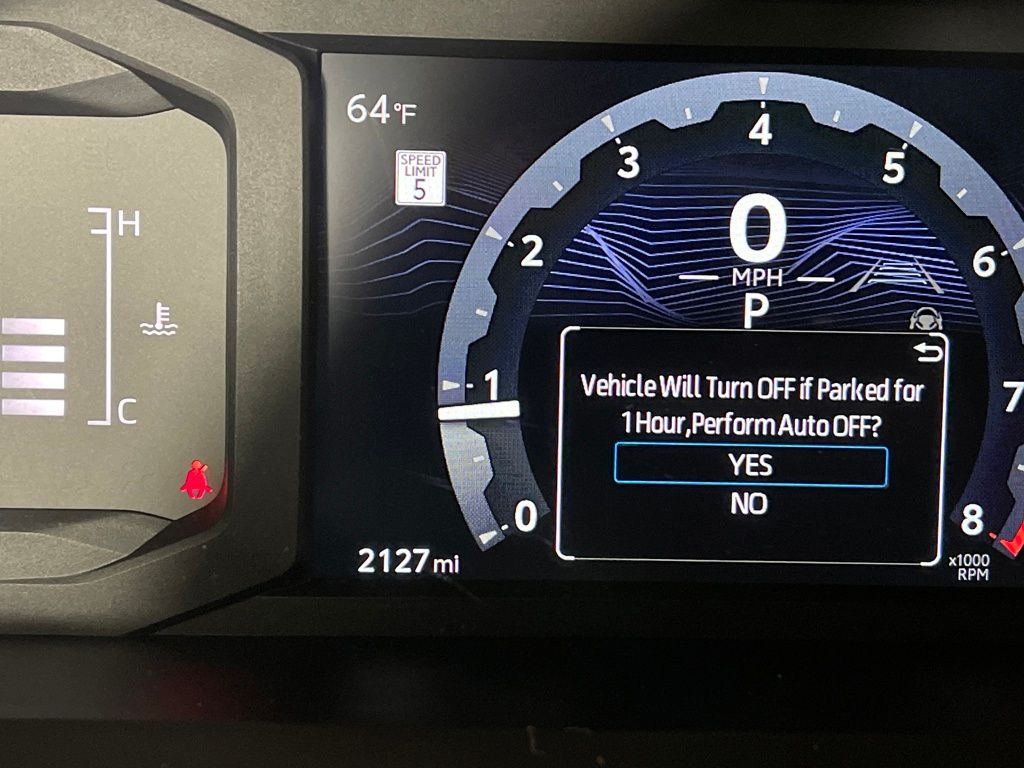 64°F
SPEED
LIMIT
5
H
C
0
1
2
3
4
5
6
7
8
x1000
RPM
0
MPH
P
Vehicle Will Turn OFF if Parked for
1 Hour,Perform Auto OFF?
YES
NO
2127 mi